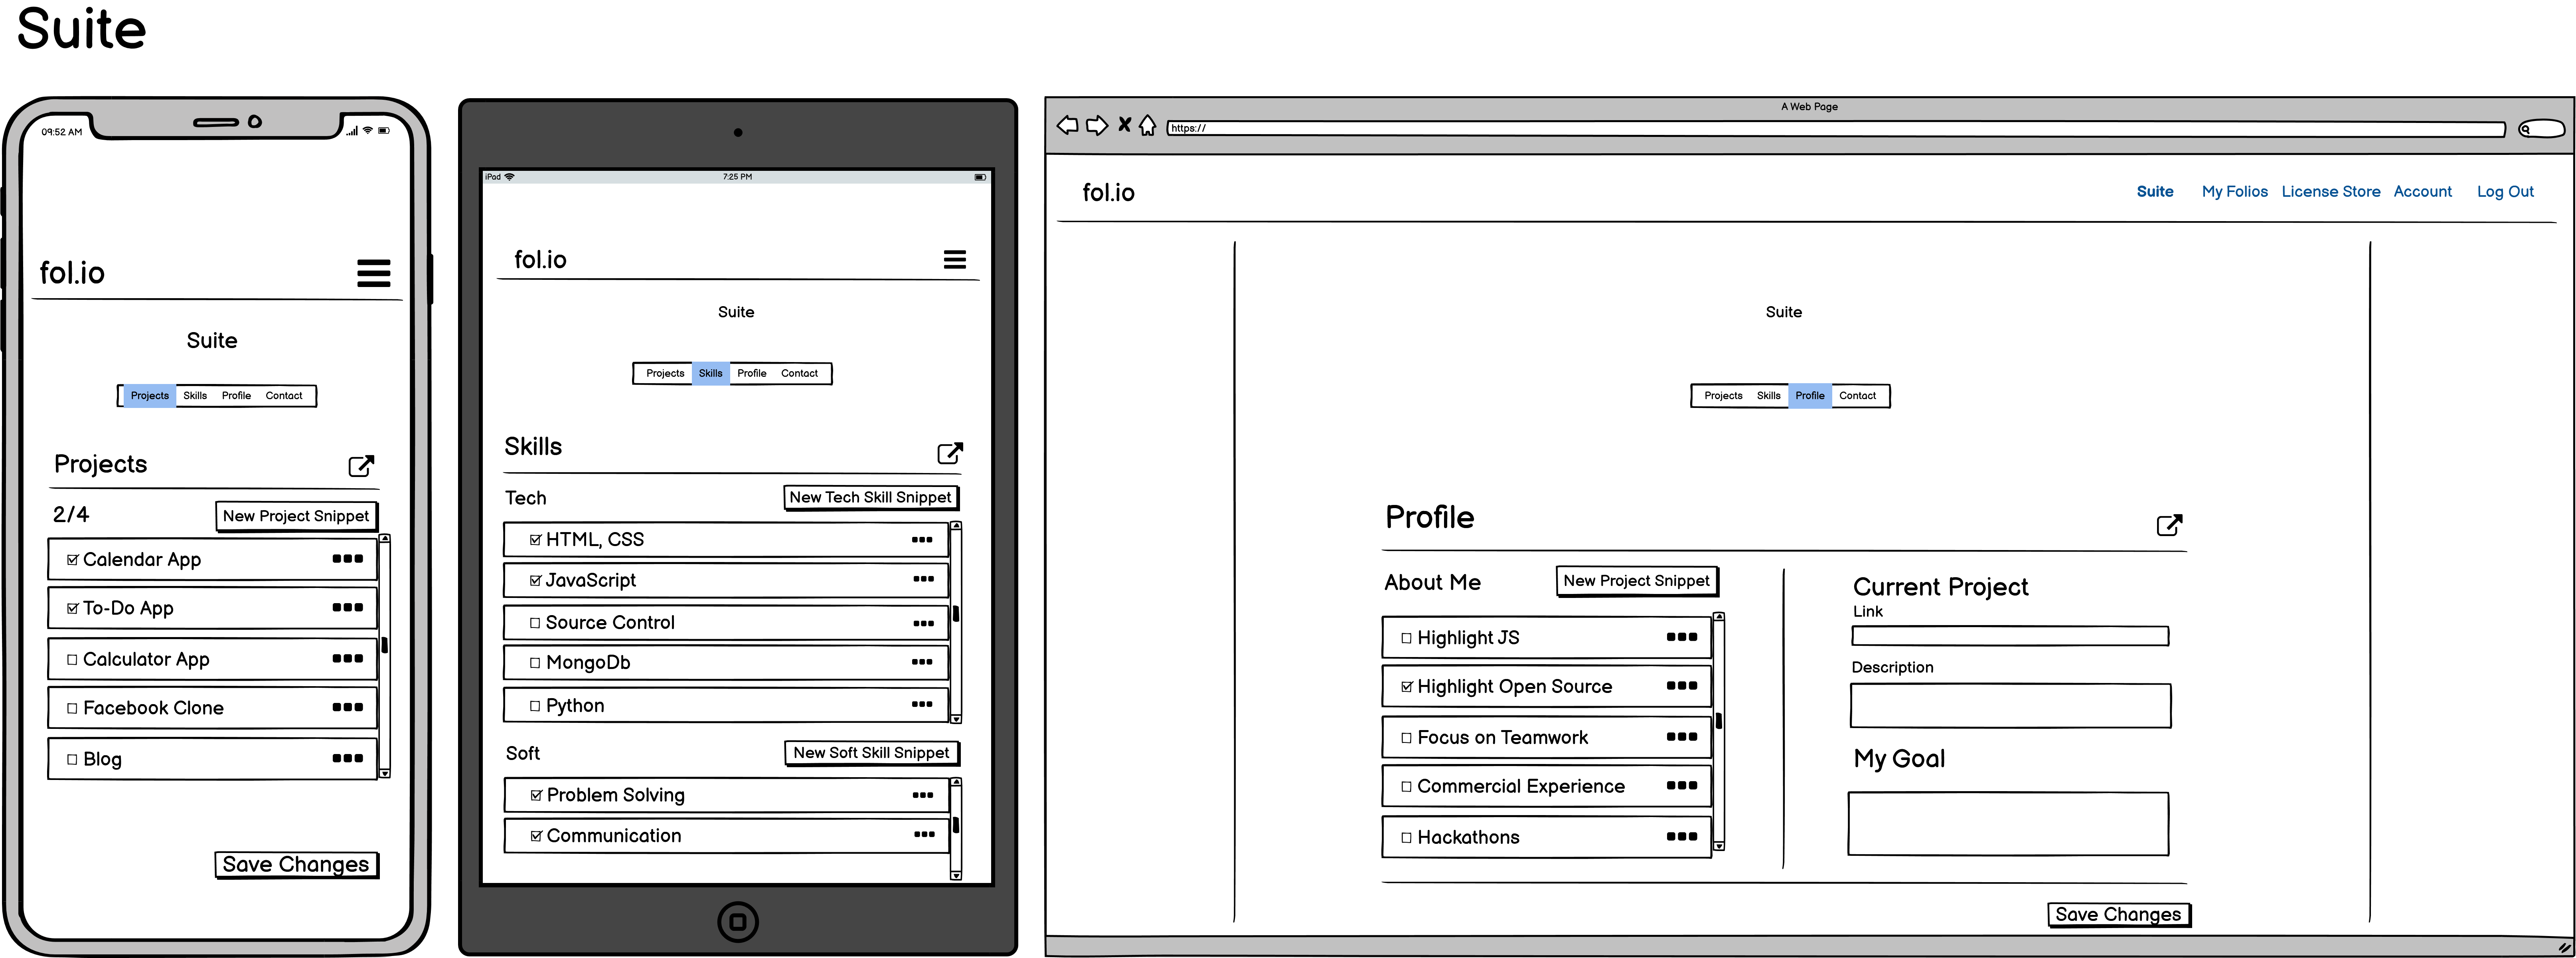 Suite
09:52 AM
fol.io
Suite
Projects Skills Profile Contact
Projects
2/4 New Project Snippet
Calendar App
To-Do App
Calculator App
Facebook Clone
Blog
Save Changes
iPad 7:25 PM
fol.io
Suite
Projects Skills Profile Contact
Skills
Tech New Tech Skill Snippet
HTML, CSS
JavaScript
Source Control
MongoDb
Python
Soft New Soft Skill Snippet
Problem Solving
Communication
A Web Page
https://
fol.io Suite My Folios License Store Account Log Out
Suite
Projects Skills Profile Contact
Profile
About Me New Project Snippet
Highlight JS
Highlight Open Source
Focus on Teamwork
Commercial Experience
Hackathons
Current Project
Link
Description
My Goal
Save Changes